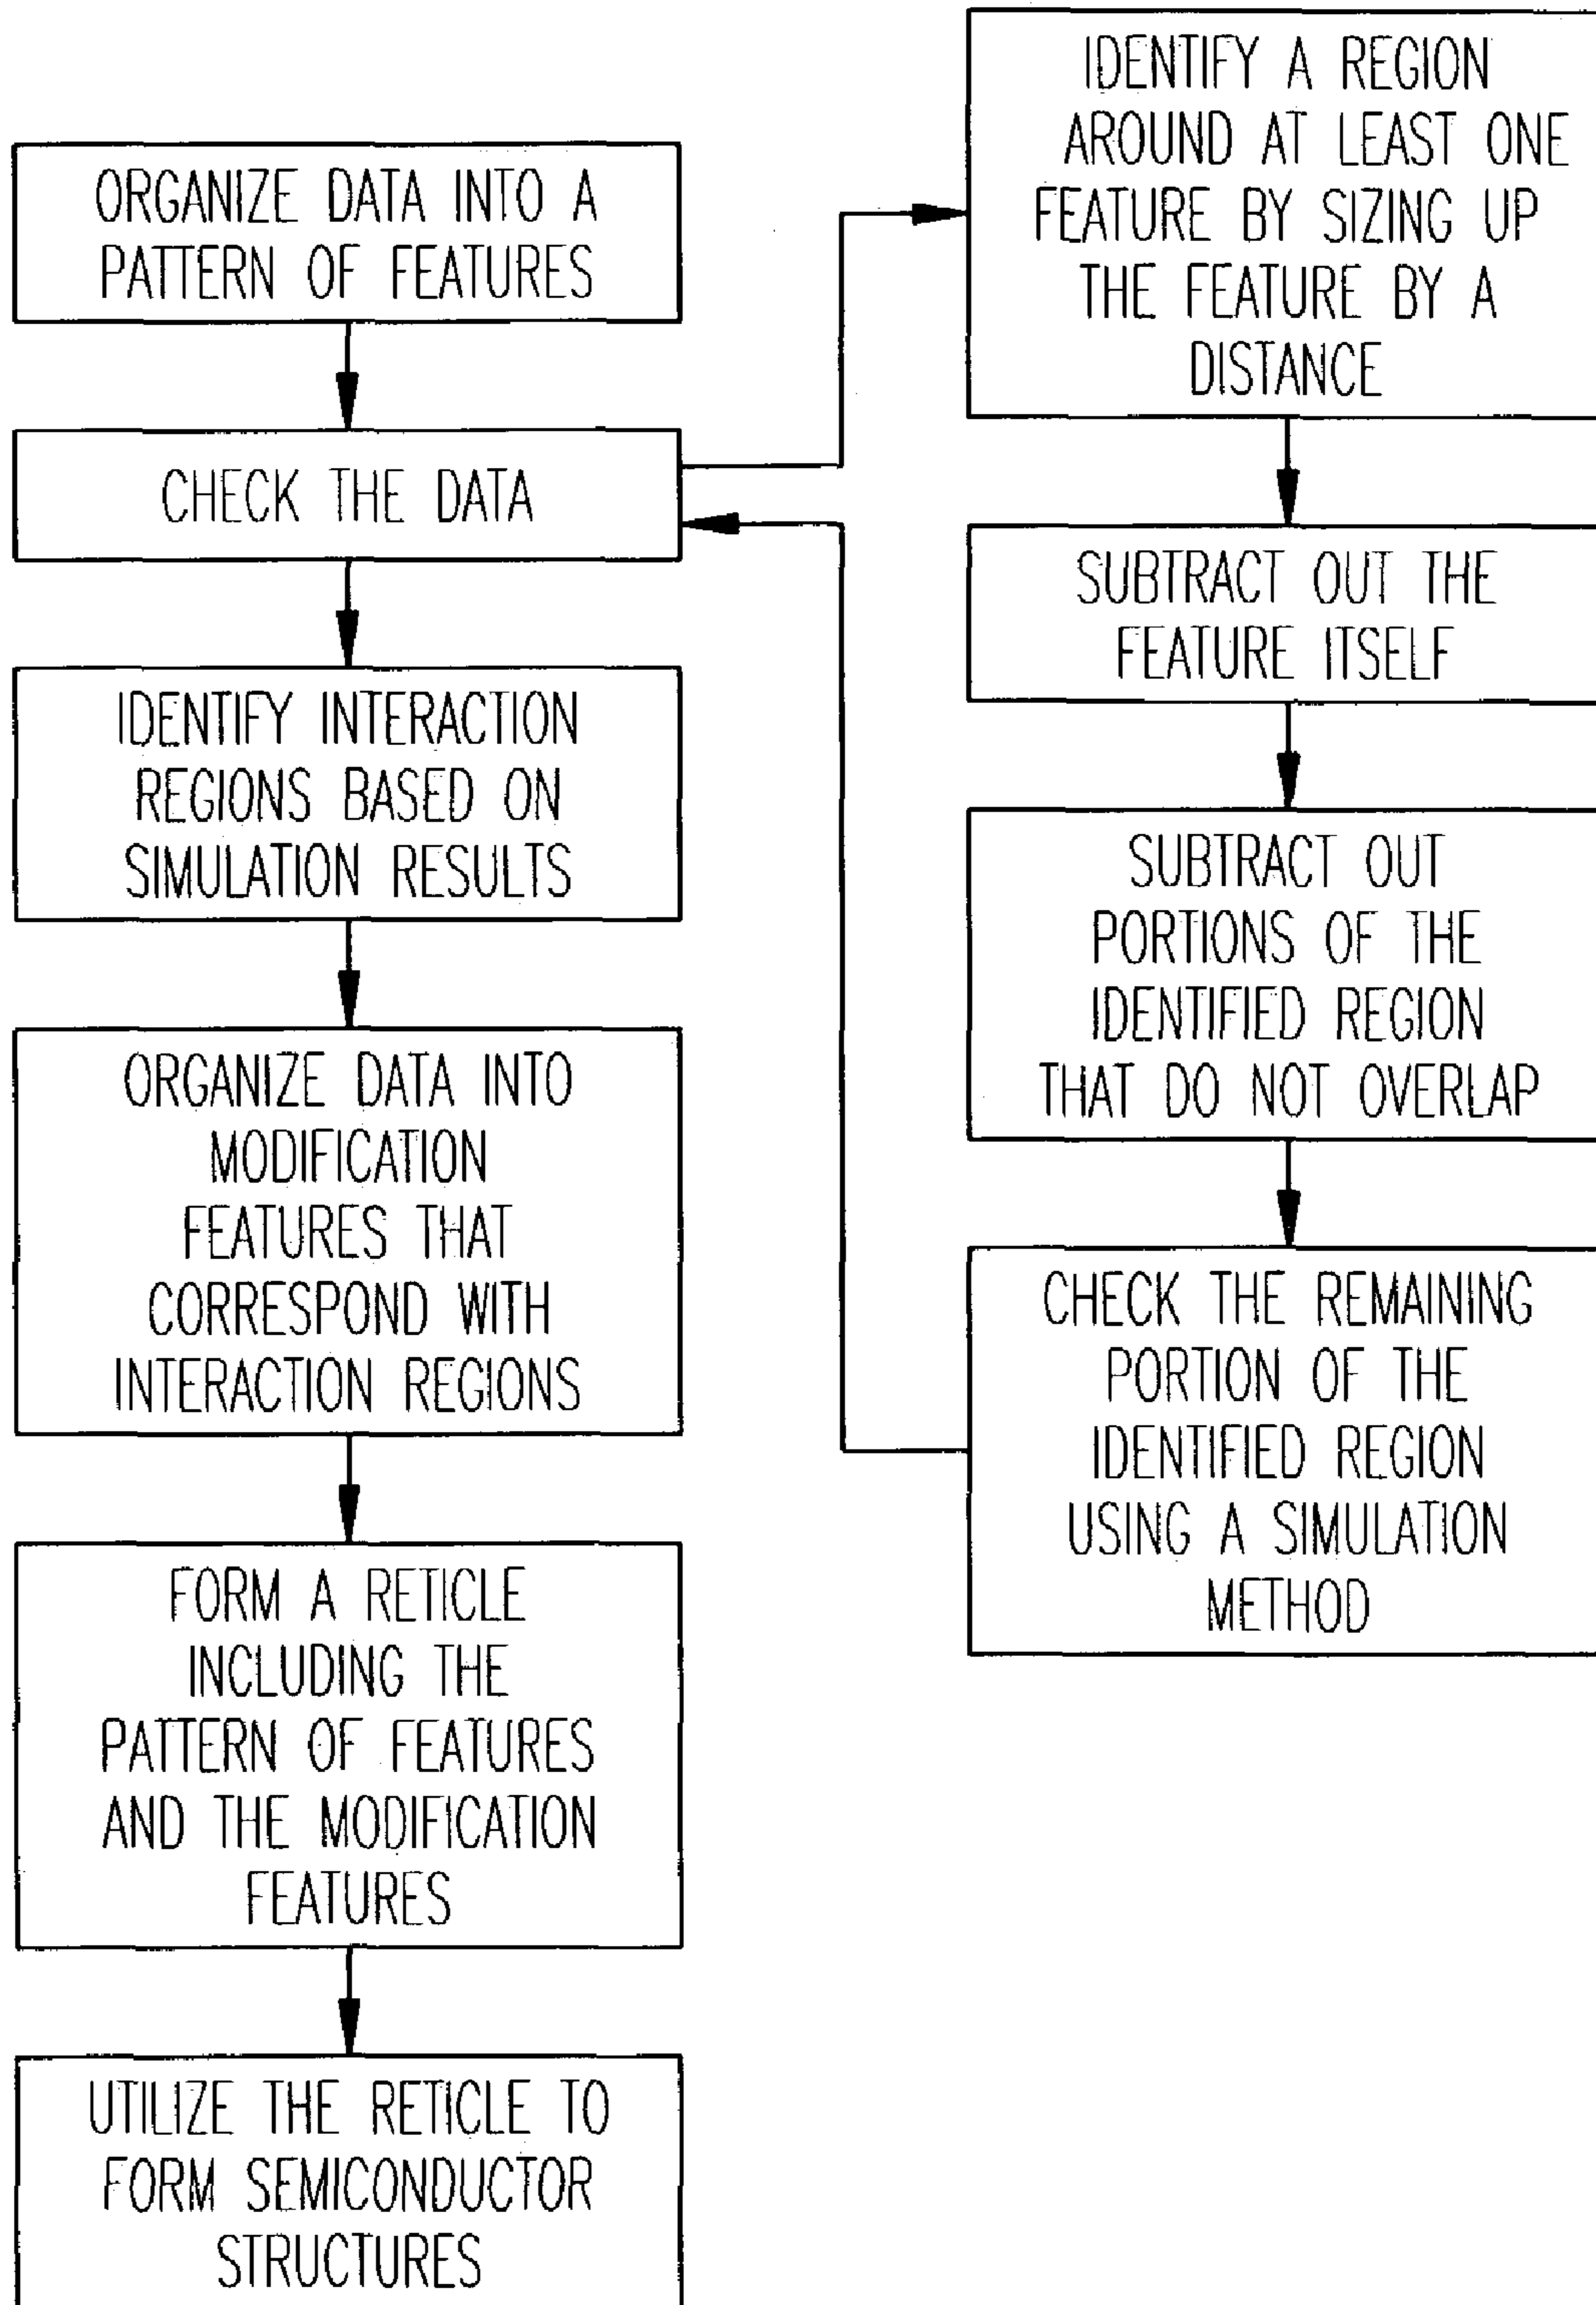 ORGANIZE DATA INTO A
PATTERN OF FEATURES
CHECK THE DATA
IDENTIFY INTERACTION
REGIONS BASED ON
SIMULATION RESULTS
ORGANIZE DATA INTO
MODIFICATION
FEATURES THAT
CORRESPOND WITH
INTERACTION REGIONS
FORM A RETICLE
INCLUDING THE
PATTERN OF FEATURES
AND THE MODIFICATION
FEATURES
UTILIZE THE RETICLE TO
FORM SEMICONDUCTOR
STRUCTURES
IDENTIFY A REGION
AROUND AT LEAST ONE
FEATURE BY SIZING UP
THE FEATURE BY A
DISTANCE
SUBTRACT OUT THE
FEATURE ITSELF
SUBTRACT OUT
PORTIONS OF THE
IDENTIFIED REGION
THAT DO NOT OVERLAP
CHECK THE REMAINING
PORTION OF THE
IDENTIFIED REGION
USING A SIMULATION
METHOD